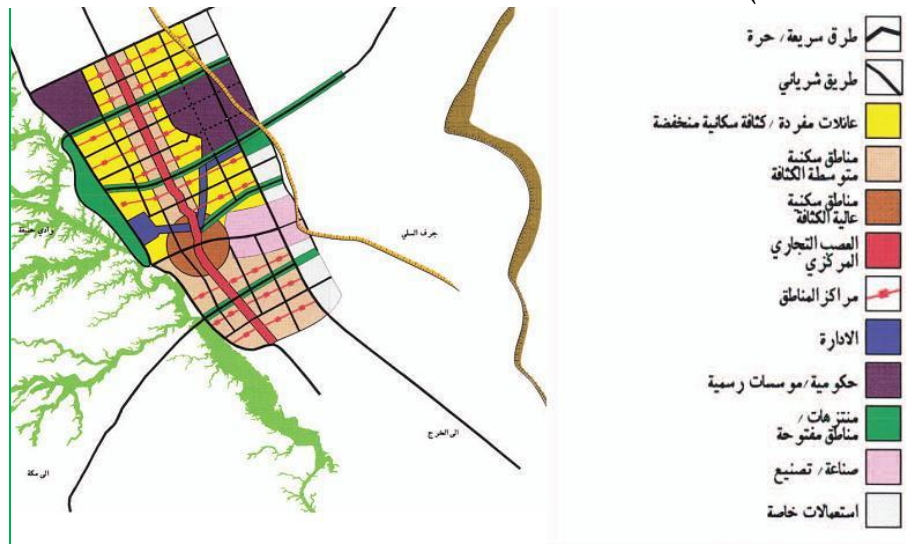 طرق سريعة / حرة
طريق شرياني
عائلات مفردة / كثافة سكانية منخفضة
مناطق سكنية
متوسطة الكثافة
مناطق سكنية
عالية الكثافة
العصب التجاري
المركزي
مراكز المناطق
الادارة
حكومية / موسسات رسمية
منتزهات /
مناطق مفتوحة
صناعة / تصنيع
استعمالات خاصة
وادي حنيفة
جرف السلي
الى الخرج
الى مكة